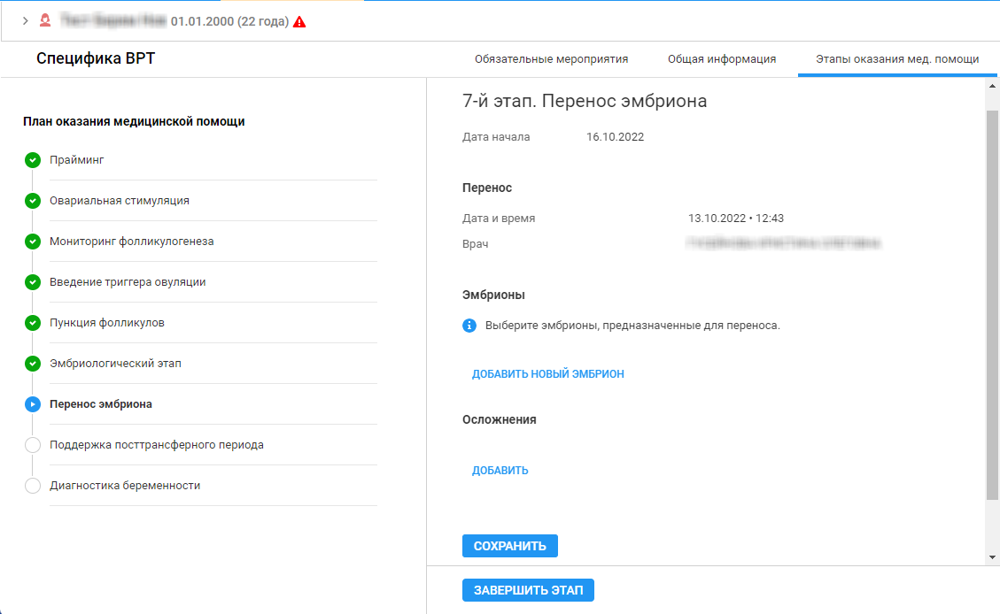 01.01.2000 (22 года)
Специфика ВРТ
Обязательные мероприятия
Общая информация
Этапы оказания мед. помощи
План оказания медицинской помощи
Прайминг
Овариальная стимуляция
Мониторинг фолликулогенеза
Введение триггера овуляции
Пункция фолликулов
Эмбриологический этап
Перенос эмбриона
Поддержка посттрансферного периода
Диагностика беременности
7-й этап. Перенос эмбриона
Дата начала 16.10.2022
Перенос
Дата и время 13.10.2022 • 12:43
Врач
Эмбрионы
Выберите эмбрионы, предназначенные для переноса.
ДОБАВИТЬ НОВЫЙ ЭМБРИОН
Осложнения
ДОБАВИТЬ
СОХРАНИТЬ
ЗАВЕРШИТЬ ЭТАП